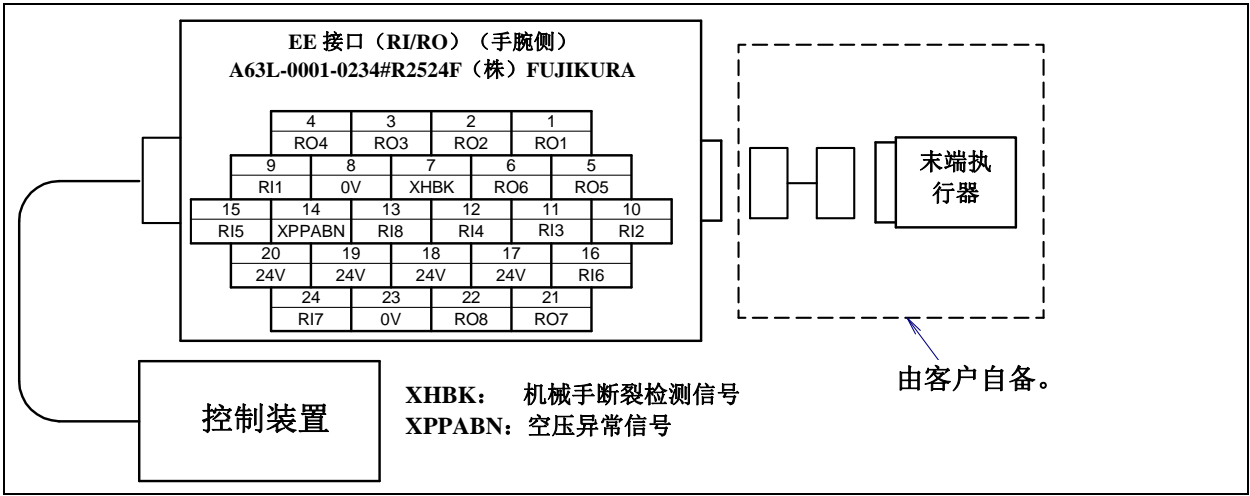 EE 接口（RI/RO）（手腕侧）
A63L-0001-0234#R2524F（株）FUJIKURA
4 3 2 1
RO4 RO3 RO2 RO1
9 8 7 6 5
RI1 0V XHBK RO6 RO5
15 14 13 12 11 10
RI5 XPPABN RI8 RI4 RI3 RI2
20 19 18 17 16
24V 24V 24V 24V RI6
24 23 22 21
RI7 0V RO8 RO7
末端执
行器
由客户自备。
控制装置
XHBK： 机械手断裂检测信号
XPPABN：空压异常信号